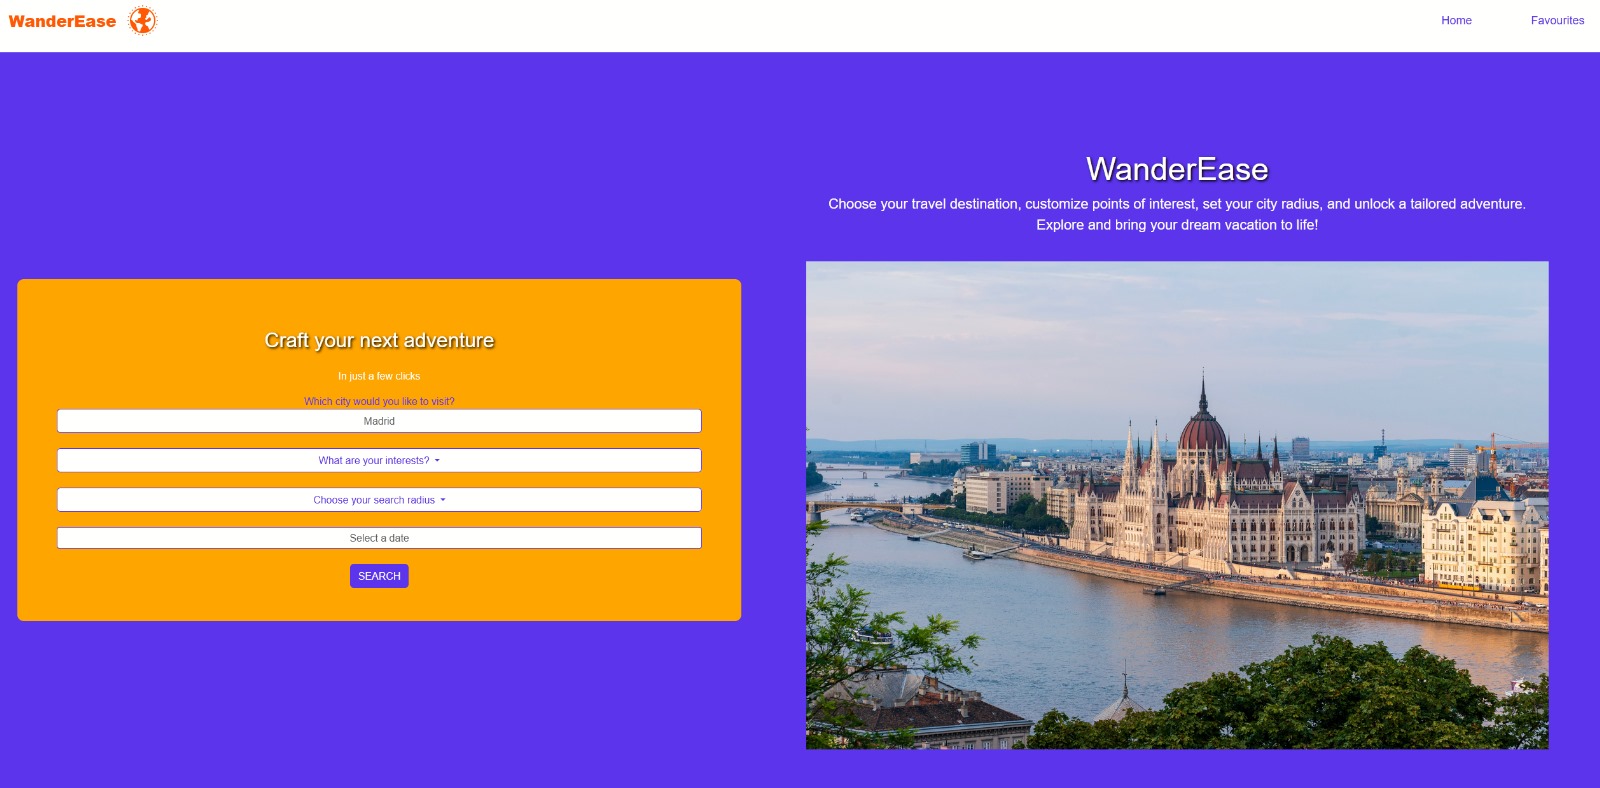 WanderEase
Home
Favourites
WanderEase
Choose your travel destination, customize points of interest, set your city radius, and unlock a tailored adventure.
Explore and bring your dream vacation to life!
Craft your next adventure
In just a few clicks
Which city would you like to visit?
Madrid
What are your interests?
Choose your search radius
Select a date
SEARCH